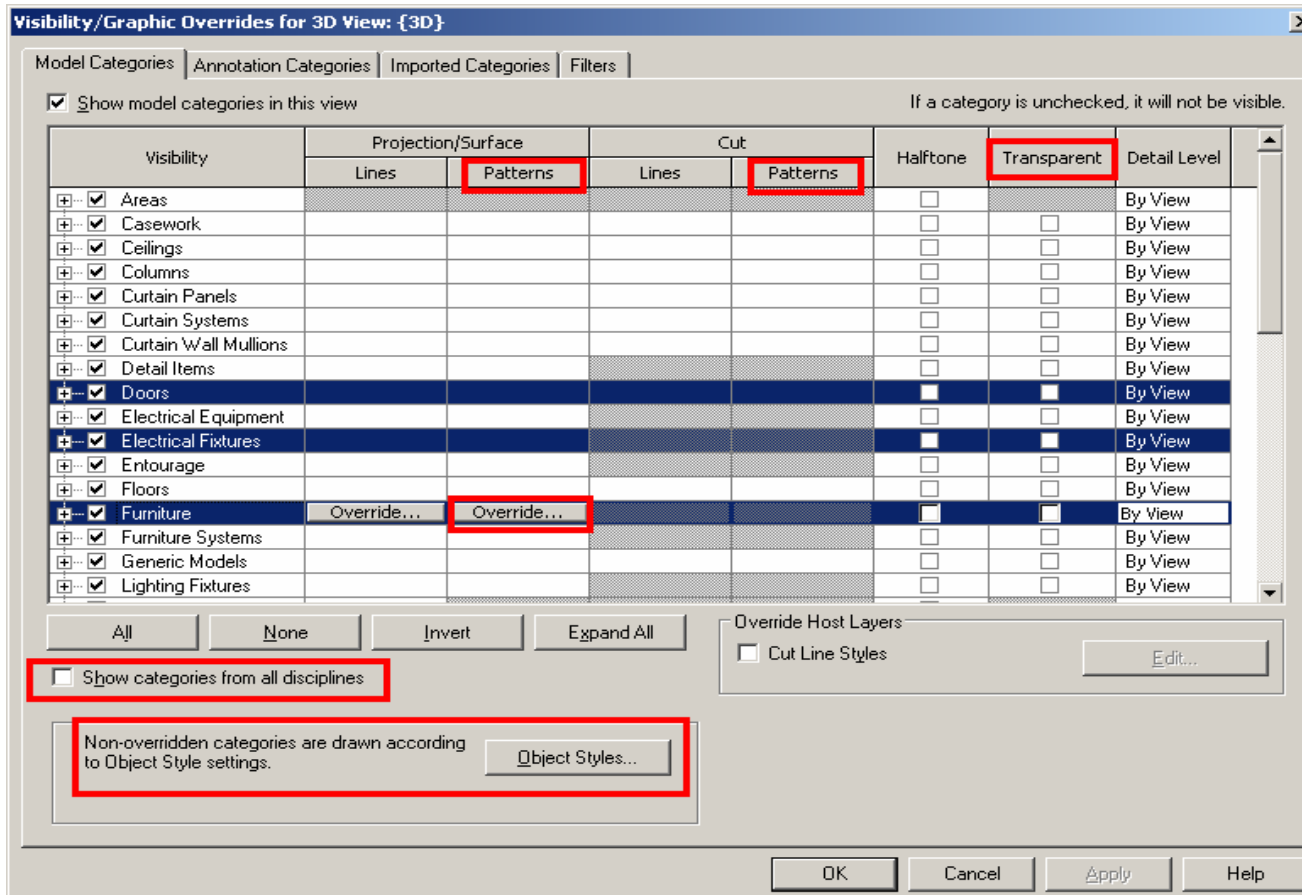 Visibility/Graphic Overrides for 3D View: {3D}
Model Categories Annotation Categories Imported Categories Filters
Show model categories in this view If a category is unchecked, it will not be visible.
Visibility Projection/Surface Cut Halftone Transparent Detail Level
Lines Patterns Lines Patterns
Areas By View
Casework By View
Ceilings By View
Columns By View
Curtain Panels By View
Curtain Systems By View
Curtain Wall Mullions By View
Detail Items By View
Doors By View
Electrical Equipment By View
Electrical Fixtures By View
Entourage By View
Floors By View
Furniture Override... Override... By View
Furniture Systems By View
Generic Models By View
Lighting Fixtures By View
All None Invert Expand All Override Host Layers
Cut Line Styles Edit...
Show categories from all disciplines
Non-overridden categories are drawn according
to Object Style settings. Object Styles...
OK Cancel Apply Help